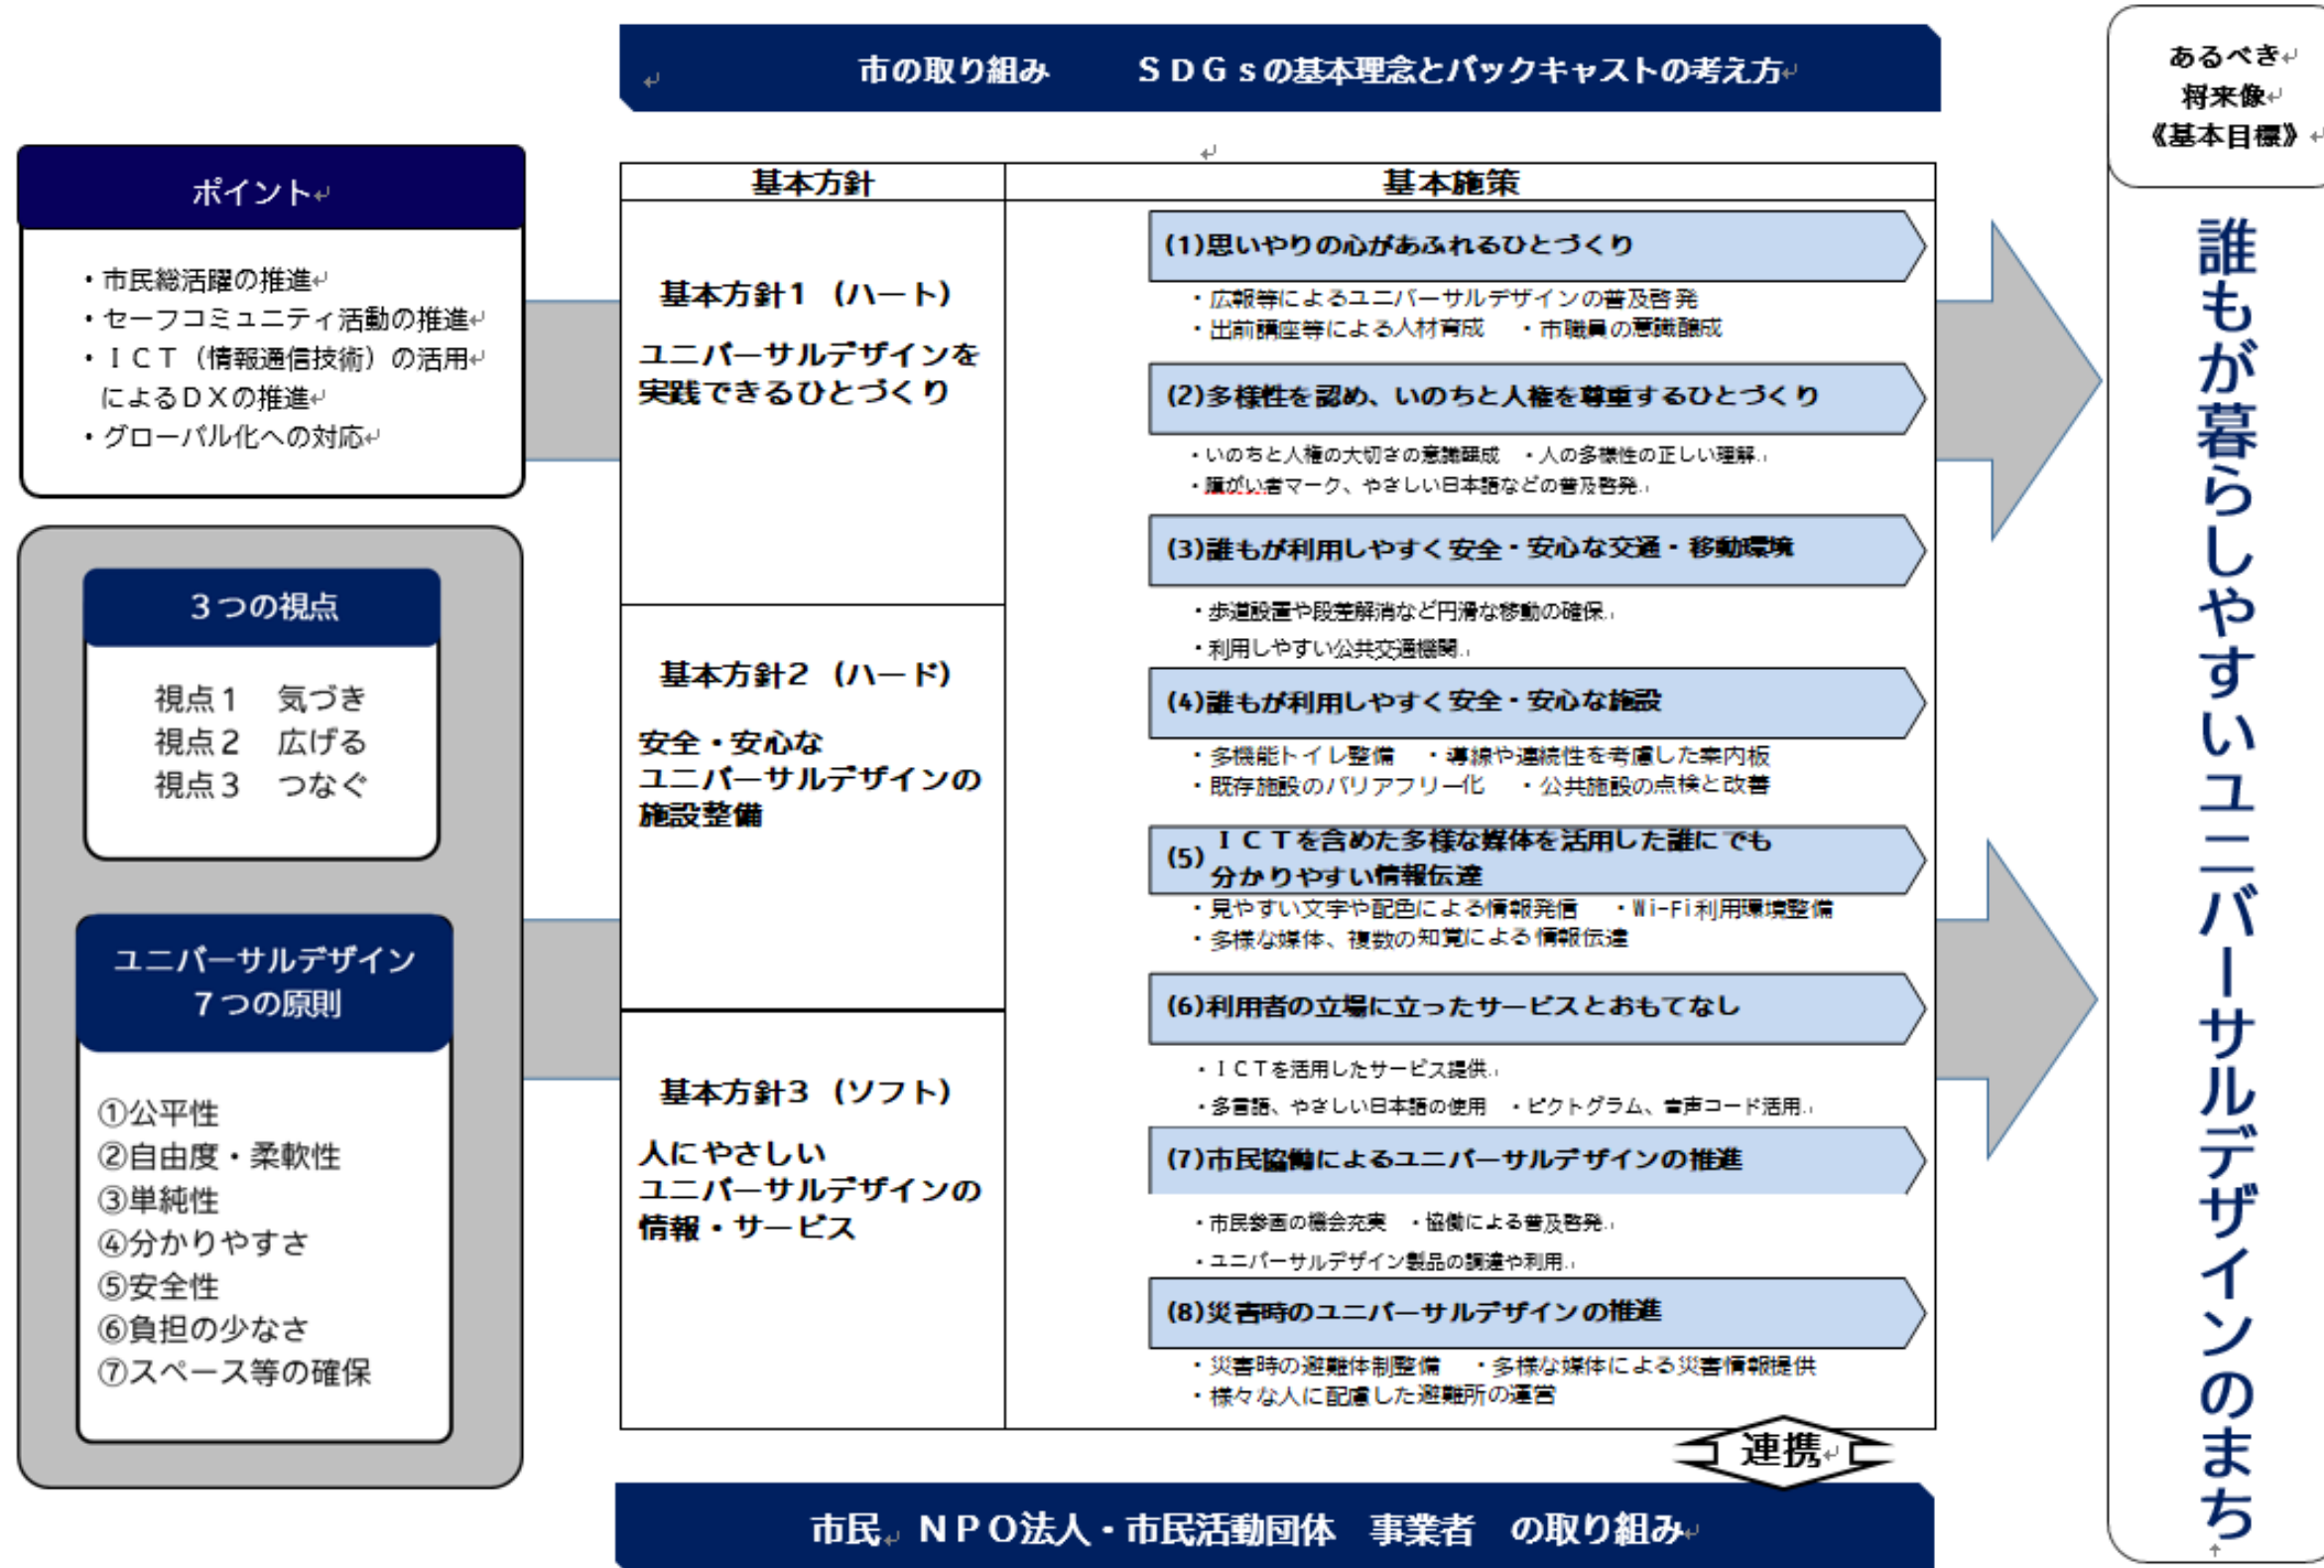 市の取り組み　　ＳＤＧｓの基本理念とバックキャストの考え方
ポイント
・市民総活躍の推進
・セーフコミュニティ活動の推進
・ＩＣＴ（情報通信技術）の活用
によるＤＸの推進
・グローバル化への対応
３つの視点
視点１　気づき
視点２　広げる
視点３　つなぐ
ユニバーサルデザイン
７つの原則
①公平性
②自由度・柔軟性
③単純性
④分かりやすさ
⑤安全性
⑥負担の少なさ
⑦スペース等の確保
基本方針
基本方針１（ハート）
ユニバーサルデザインを
実践できるひとづくり
基本方針２（ハード）
安全・安心な
ユニバーサルデザインの
施設整備
基本方針３（ソフト）
人にやさしい
ユニバーサルデザインの
情報・サービス
基本施策
(1)思いやりの心があふれるひとづくり
・広報等によるユニバーサルデザインの普及啓発
・出前講座等による人材育成　・市職員の意識醸成
(2)多様性を認め、いのちと人権を尊重するひとづくり
・いのちと人権の大切さの意識醸成　・人の多様性の正しい理解
・障がい者マーク、やさしい日本語などの普及啓発
(3)誰もが利用しやすく安全・安心な交通・移動環境
・歩道設置や段差解消など円滑な移動の確保
・利用しやすい公共交通機関
(4)誰もが利用しやすく安全・安心な施設
・多機能トイレ整備　・導線や連続性を考慮した案内板
・既存施設のバリアフリー化　・公共施設の点検と改善
(5)ＩＣＴを含めた多様な媒体を活用した誰にでも
分かりやすい情報伝達
・見やすい文字や配色による情報発信　・Wi-Fi利用環境整備
・多様な媒体、複数の知覚による情報伝達
(6)利用者の立場に立ったサービスとおもてなし
・ＩＣＴを活用したサービス提供
・多言語、やさしい日本語の使用　・ピクトグラム、音声コード活用
(7)市民協働によるユニバーサルデザインの推進
・市民参画の機会充実　・協働による普及啓発
・ユニバーサルデザイン製品の調達や利用
(8)災害時のユニバーサルデザインの推進
・災害時の避難体制整備　・多様な媒体による災害情報提供
・様々な人に配慮した避難所の運営
連携
市民　ＮＰＯ法人・市民活動団体　事業者　の取り組み
あるべき
将来像
《基本目標》
誰もが暮らしやすいユニバーサルデザインのまち